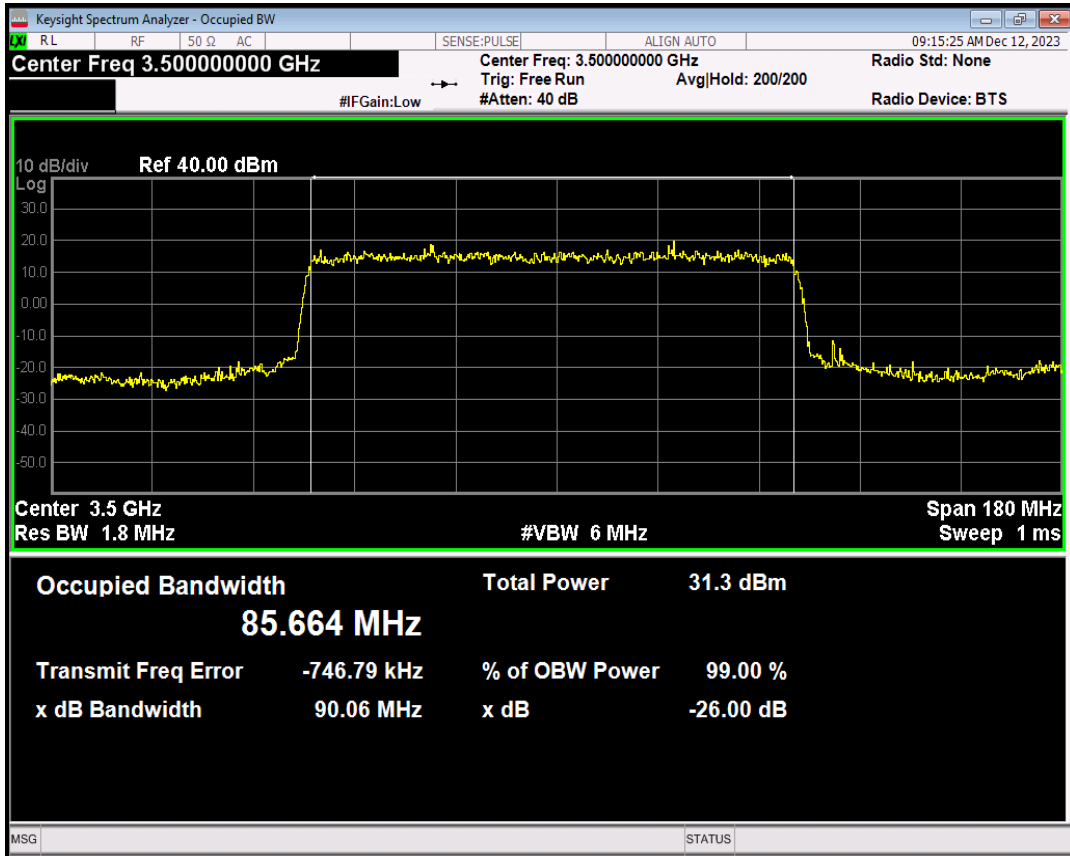 Keysight Spectrum Analyzer - Occupied BW
LXI RL RF 50 Ω AC SENSE:PULSE ALIGN AUTO 09:15:25 AM Dec 12, 2023
Center Freq 3.500000000 GHz Center Freq: 3.500000000 GHz Radio Std: None
Trig: Free Run Avg|Hold: 200/200
#IFGain:Low #Atten: 40 dB Radio Device: BTS
10 dB/div Ref 40.00 dBm
Log
30.0
20.0
10.0
0.00
-10.0
-20.0
-30.0
-40.0
-50.0
Center 3.5 GHz Span 180 MHz
Res BW 1.8 MHz #VBW 6 MHz Sweep 1 ms
Occupied Bandwidth Total Power 31.3 dBm
85.664 MHz
Transmit Freq Error -746.79 kHz % of OBW Power 99.00 %
x dB Bandwidth 90.06 MHz x dB -26.00 dB
MSG STATUS